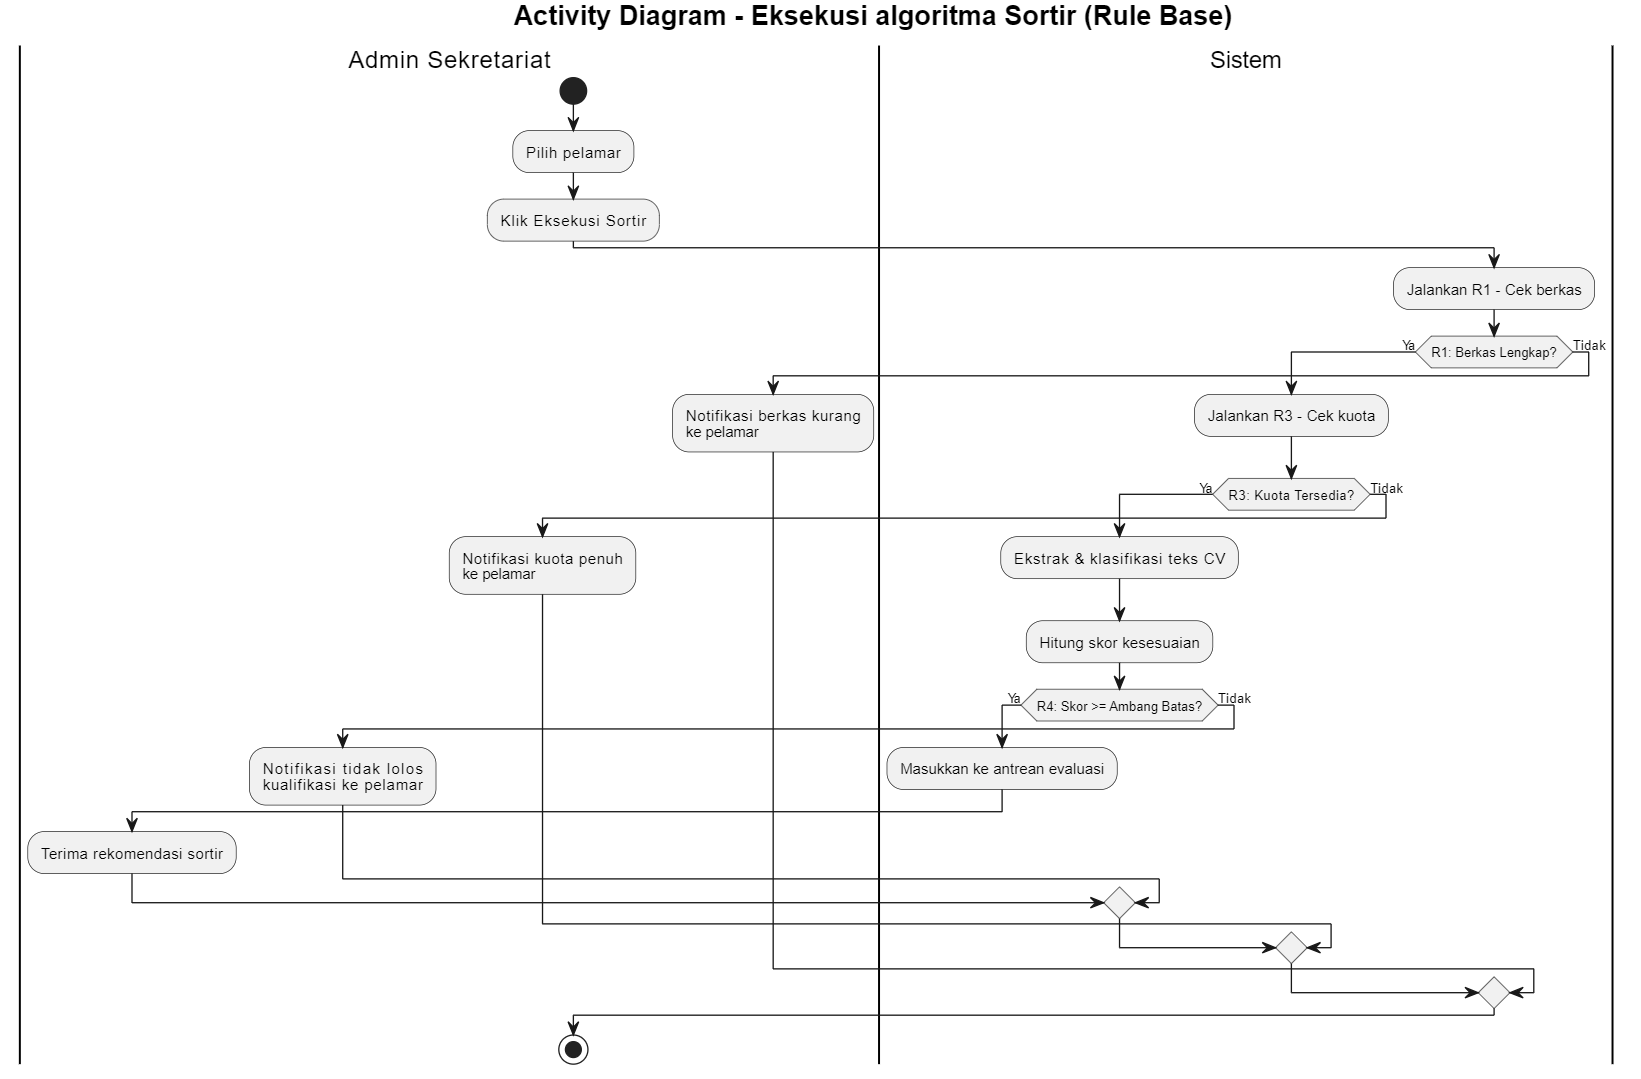 Activity Diagram - Eksekusi algoritma Sortir (Rule Base)
Admin Sekretariat
Sistem
Pilih pelamar
Klik Eksekusi Sortir
Jalankan R1 - Cek berkas
Ya
R1: Berkas Lengkap?
Tidak
Notifikasi berkas kurang
ke pelamar
Jalankan R3 - Cek kuota
Ya
R3: Kuota Tersedia?
Tidak
Notifikasi kuota penuh
ke pelamar
Ekstrak & klasifikasi teks CV
Hitung skor kesesuaian
Ya
R4: Skor >= Ambang Batas?
Tidak
Notifikasi tidak lolos
kualifikasi ke pelamar
Masukkan ke antrean evaluasi
Terima rekomendasi sortir